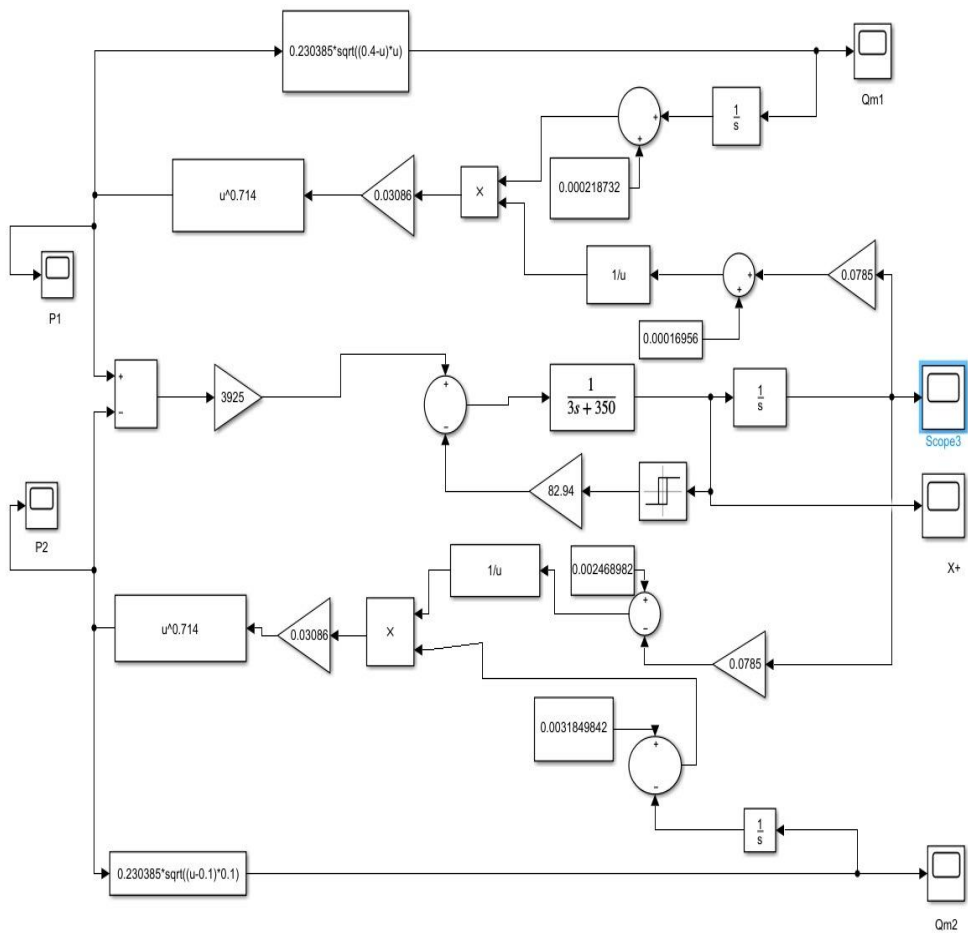 0.230385*sqrt((0.4-u)*u)
Qm1
+
+
1
s
0.000218732
u^0.714
0.03086
X
1/u
+
+
0.0785
0.00016956
P1
+
−
3925
+
−
1
3s + 350
1
s
Scope3
82.94
X+
P2
1/u
0.002468982
+
−
u^0.714
0.03086
X
0.0785
0.0031849842
+
−
1
s
0.230385*sqrt((u-0.1)*0.1)
Qm2